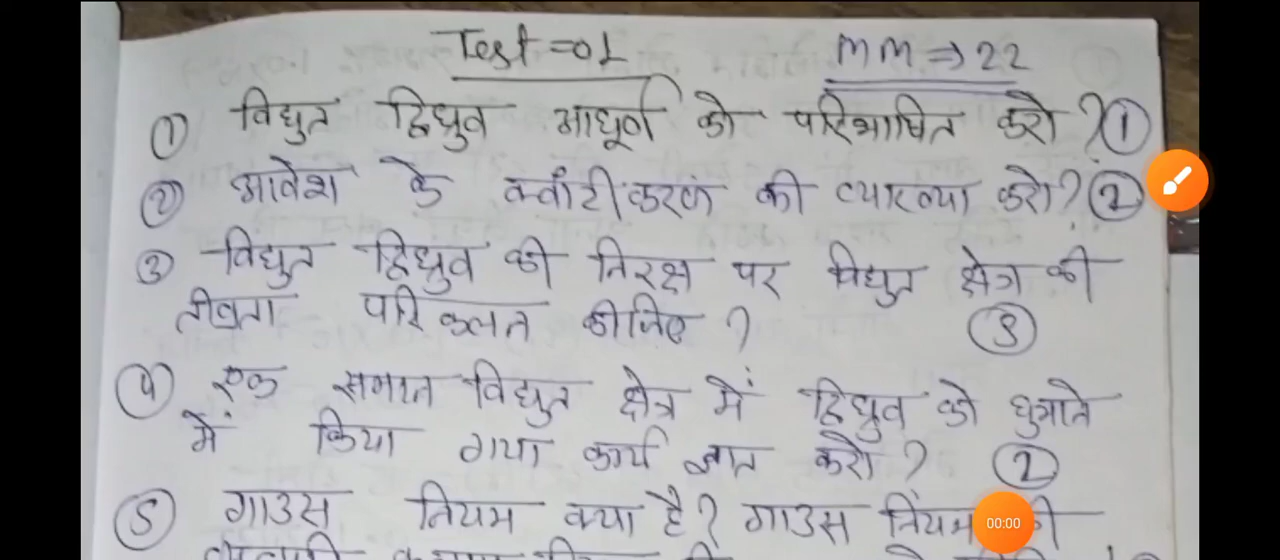 Test = 01 MM ⇒ 22
① विधुत द्विध्रुव आघूर्ण को परिभाषित करो ? ①
② आवेश के क्वांटीकरण की व्याख्या करो? ②
③ विधुत द्विध्रुव की निरक्ष पर विधुत क्षेत्र की
तीव्रता परिकलत कीजिए ? ③
④ एक समान विधुत क्षेत्र में द्विध्रुव को घुमाने
में किया गया कार्य ज्ञात करो ? ②
⑤ गाउस नियम क्या है? गाउस नियम की
00:00